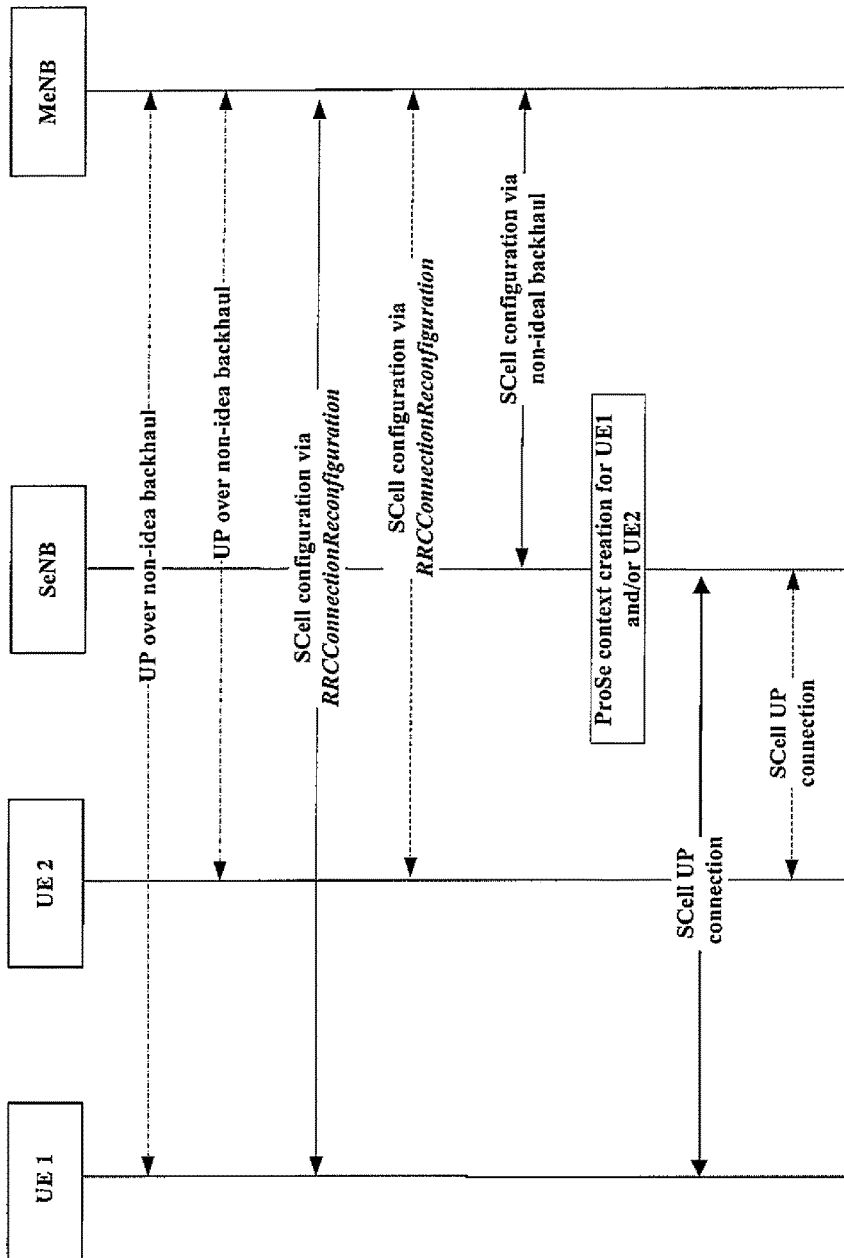 UE 1
UE 2
SeNB
MeNB
UP over non-idea backhaul
UP over non-idea backhaul
SCell configuration via
RRCConnectionReconfiguration
SCell configuration via
RRCConnectionReconfiguration
SCell configuration via
non-ideal backhaul
ProSe context creation for UE1
and/or UE2
SCell UP
connection
SCell UP
connection